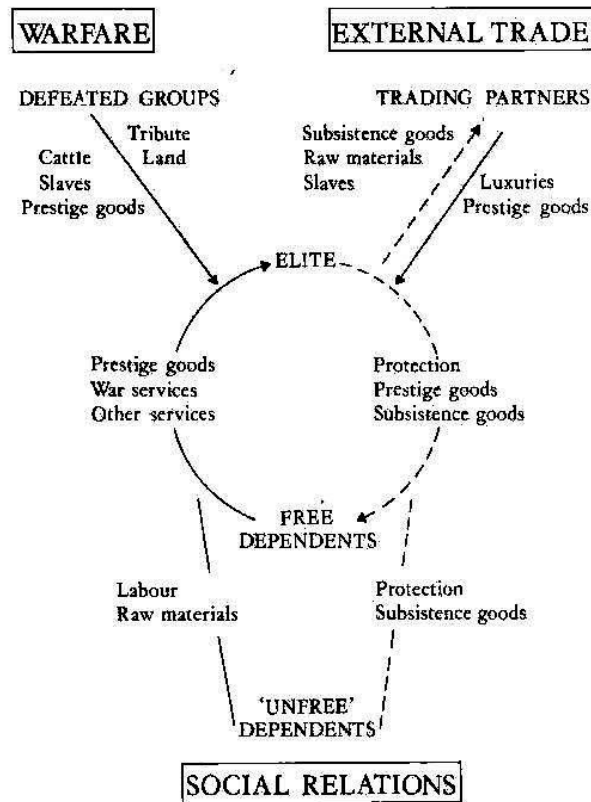 WARFARE
EXTERNAL TRADE
DEFEATED GROUPS
TRADING PARTNERS
Tribute
Land
Cattle
Slaves
Prestige goods
Subsistence goods
Raw materials
Slaves
Luxuries
Prestige goods
ELITE
Prestige goods
War services
Other services
Protection
Prestige goods
Subsistence goods
FREE
DEPENDENTS
Labour
Raw materials
Protection
Subsistence goods
'UNFREE'
DEPENDENTS
SOCIAL RELATIONS